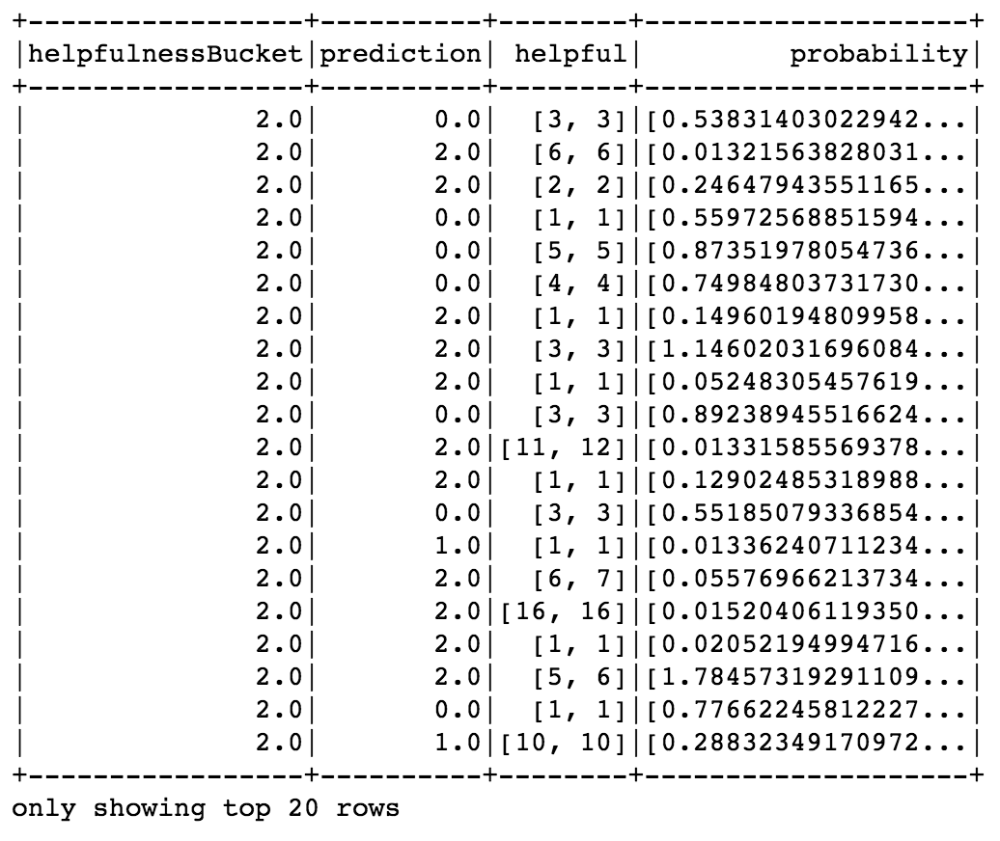 +-----------------+----------+--------+--------------------+
|helpfulnessBucket|prediction| helpful|         probability|
+-----------------+----------+--------+--------------------+
|              2.0|       0.0|  [3, 3]|[0.53831403022942...|
|              2.0|       2.0|  [6, 6]|[0.01321563828031...|
|              2.0|       2.0|  [2, 2]|[0.24647943551165...|
|              2.0|       0.0|  [1, 1]|[0.55972568851594...|
|              2.0|       0.0|  [5, 5]|[0.87351978054736...|
|              2.0|       0.0|  [4, 4]|[0.74984803731730...|
|              2.0|       2.0|  [1, 1]|[0.14960194809958...|
|              2.0|       2.0|  [3, 3]|[1.14602031696084...|
|              2.0|       2.0|  [1, 1]|[0.05248305457619...|
|              2.0|       0.0|  [3, 3]|[0.89238945516624...|
|              2.0|       2.0|[11, 12]|[0.01331585569378...|
|              2.0|       2.0|  [1, 1]|[0.12902485318988...|
|              2.0|       0.0|  [3, 3]|[0.55185079336854...|
|              2.0|       1.0|  [1, 1]|[0.01336240711234...|
|              2.0|       2.0|  [6, 7]|[0.05576966213734...|
|              2.0|       2.0|[16, 16]|[0.01520406119350...|
|              2.0|       2.0|  [1, 1]|[0.02052194994716...|
|              2.0|       2.0|  [5, 6]|[1.78457319291109...|
|              2.0|       0.0|  [1, 1]|[0.77662245812227...|
|              2.0|       1.0|[10, 10]|[0.28832349170972...|
+-----------------+----------+--------+--------------------+
only showing top 20 rows